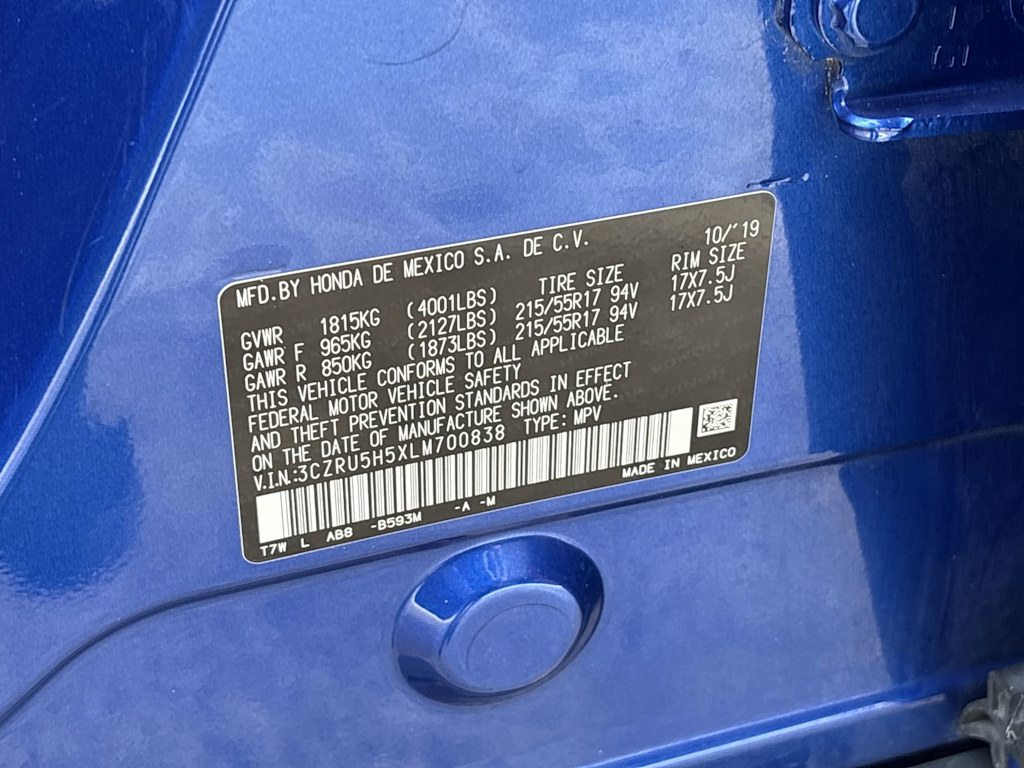 MFD.BY HONDA DE MEXICO S.A. DE C.V. 10/´19
TIRE SIZE RIM SIZE
GVWR 1815KG (4001LBS)
GAWR F 965KG (2127LBS) 215/55R17 94V 17X7.5J
GAWR R 850KG (1873LBS) 215/55R17 94V 17X7.5J
THIS VEHICLE CONFORMS TO ALL APPLICABLE
FEDERAL MOTOR VEHICLE SAFETY
AND THEFT PREVENTION STANDARDS IN EFFECT
ON THE DATE OF MANUFACTURE SHOWN ABOVE.
V.I.N.:3CZRU5H5XLM700838 TYPE: MPV
T7W L AB8 -B593M -A -M MADE IN MEXICO